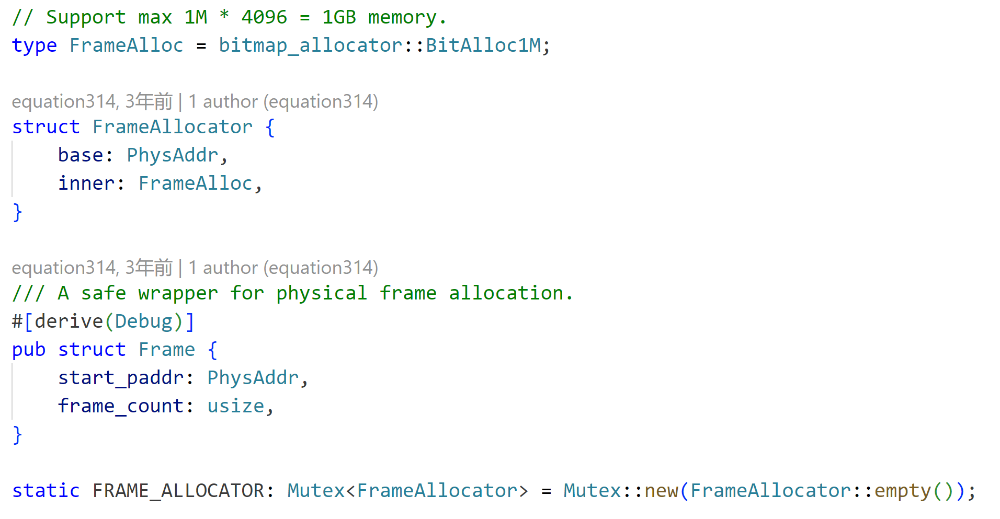 // Support max 1M * 4096 = 1GB memory.
type FrameAlloc = bitmap_allocator::BitAlloc1M;
equation314, 3年前 | 1 author (equation314)
struct FrameAllocator {
    base: PhysAddr,
    inner: FrameAlloc,
}
equation314, 3年前 | 1 author (equation314)
/// A safe wrapper for physical frame allocation.
#[derive(Debug)]
pub struct Frame {
    start_paddr: PhysAddr,
    frame_count: usize,
}
static FRAME_ALLOCATOR: Mutex<FrameAllocator> = Mutex::new(FrameAllocator::empty());